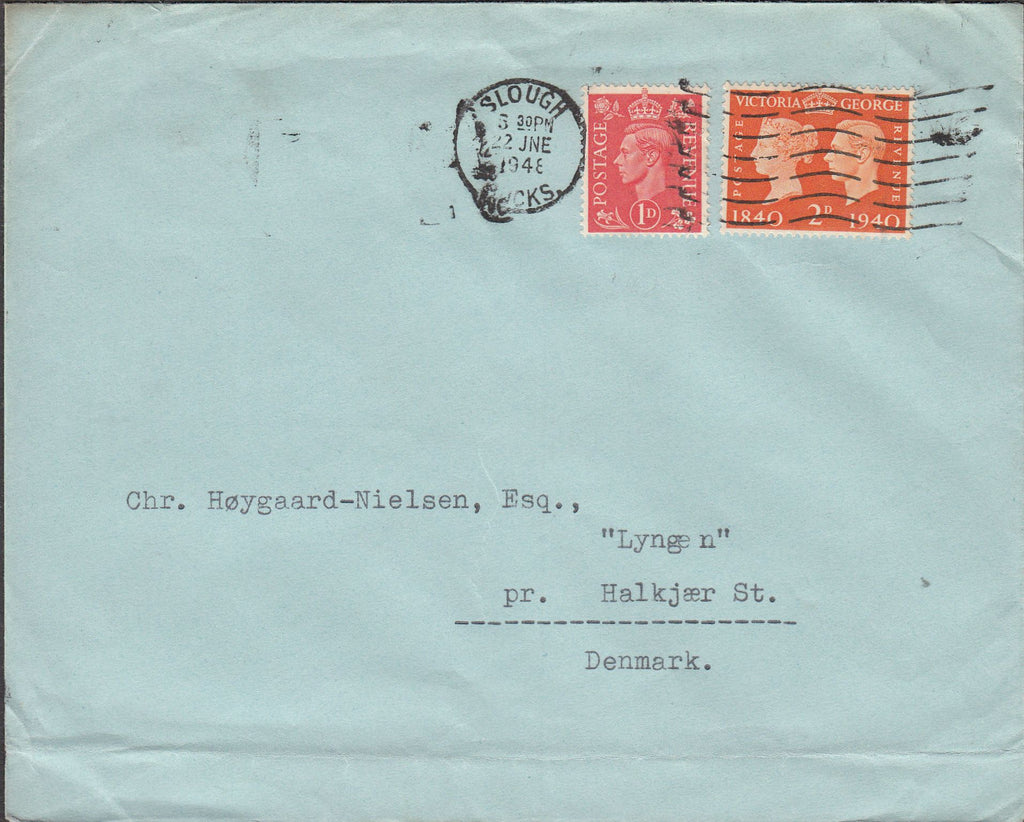 SLOUGH
30PM
22 JNE
1948
BUCKS.
POSTAGE
REVENUE
1D
VICTORIA GEORGE
POSTAGE
REVENUE
1840 2D 1940
Chr. Høygaard-Nielsen, Esq.,
"Lyngen"
pr. Halkjær St.
Denmark.